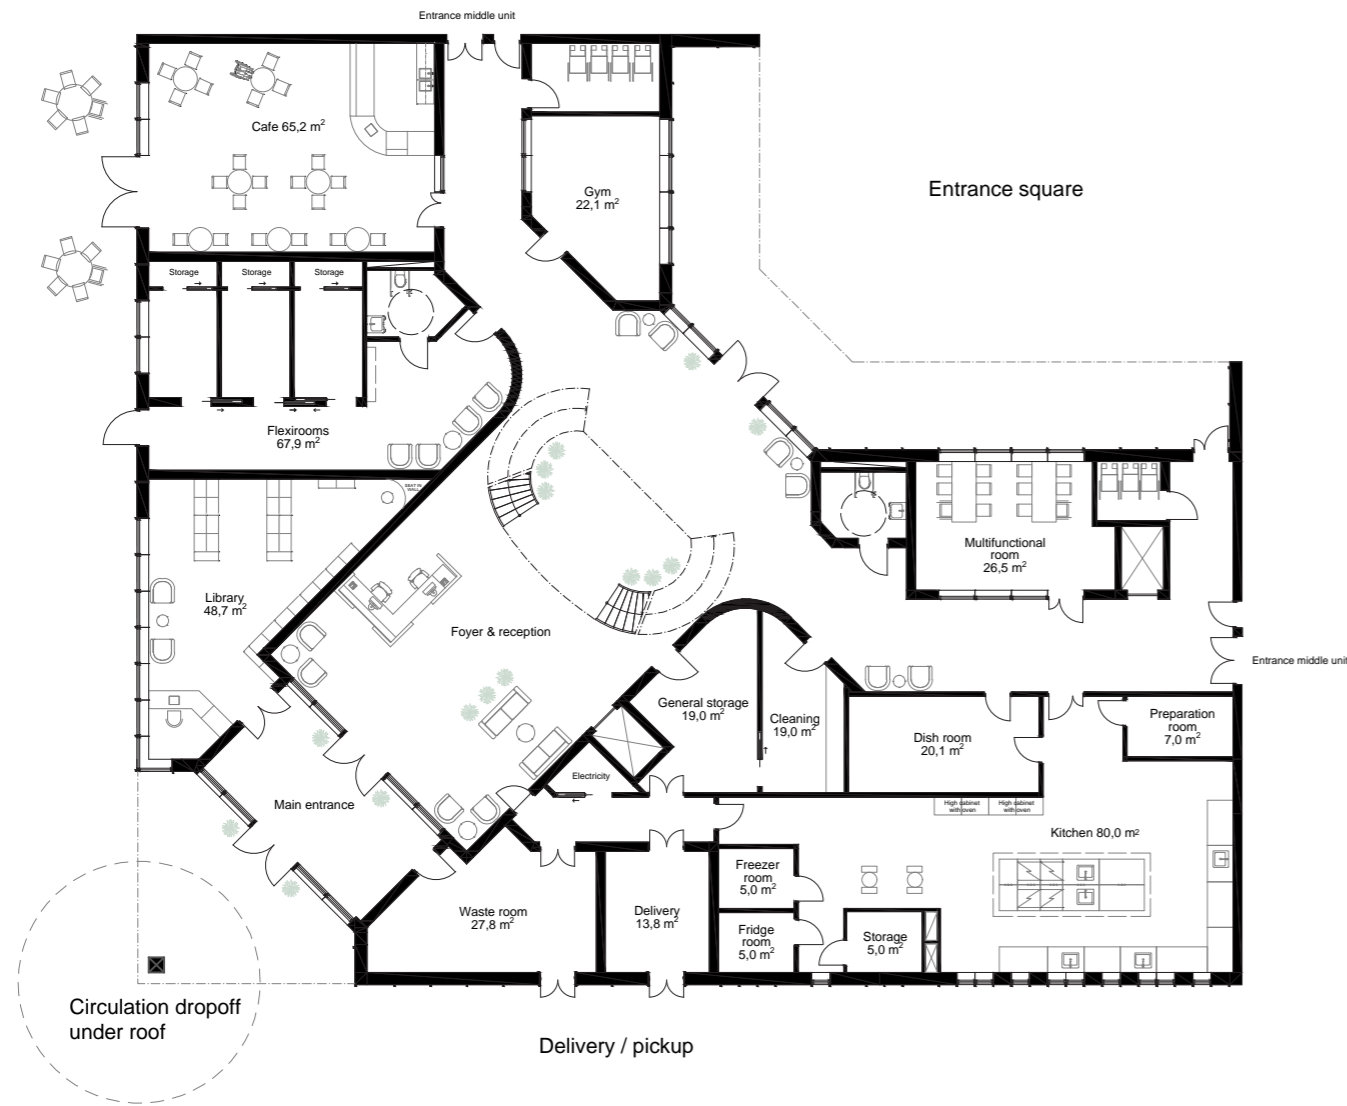 Entrance middle unit
Cafe 65,2 m²
Entrance square
Gym
22,1 m²
Storage
Storage
Storage
Flexirooms
67,9 m²
SEAT IN
WALL
Multifunctional
room
26,5 m²
Library
48,7 m²
Foyer & reception
Entrance middle unit
General storage
19,0 m²
Cleaning
19,0 m²
Dish room
20,1 m²
Preparation
room
7,0 m²
Electricity
Main entrance
High cabinet
with oven
High cabinet
with oven
Kitchen 80,0 m²
Freezer
room
5,0 m²
Waste room
27,8 m²
Delivery
13,8 m²
Fridge
room
5,0 m²
Storage
5,0 m²
Circulation dropoff
under roof
Delivery / pickup